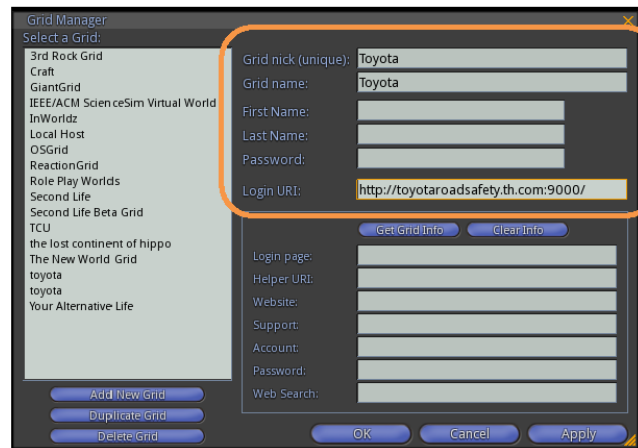 Grid Manager
Select a Grid:
3rd Rock Grid
Craft
GiantGrid
IEEE/ACM ScienceSim Virtual World
InWorldz
Local Host
OSGrid
ReactionGrid
Role Play Worlds
Second Life
Second Life Beta Grid
TCU
the lost continent of hippo
The New World Grid
toyota
toyota
Your Alternative Life
Add New Grid
Duplicate Grid
Delete Grid
Grid nick (unique): Toyota
Grid name: Toyota
First Name:
Last Name:
Password:
Login URI: http://toyotaroadsafety.th.com:9000/
Get Grid Info Clear Info
Login page:
Helper URI:
Website:
Support:
Account:
Password:
Web Search:
OK Cancel Apply